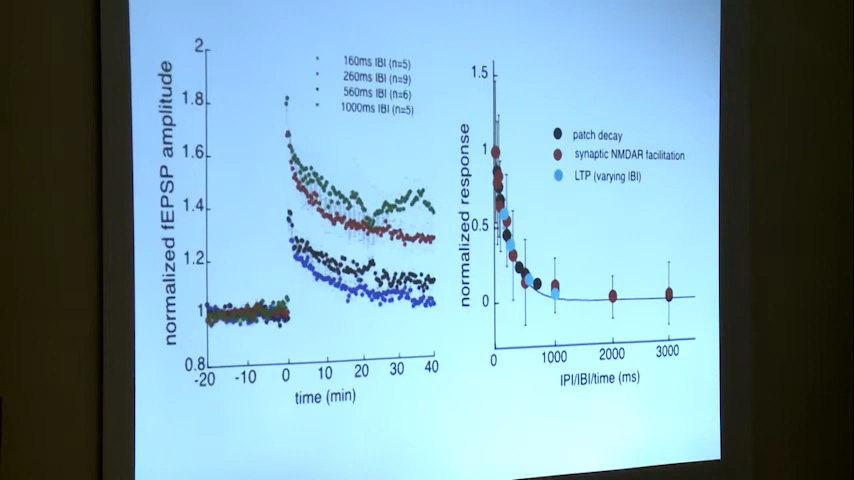 2
1.8
1.6
1.4
1.2
1
0.8
-20
-10
0
10
20
30
40
time (min)
normalized fEPSP amplitude
160ms IBI (n=5)
260ms IBI (n=9)
560ms IBI (n=6)
1000ms IBI (n=5)
1.5
1
0.5
0
0
1000
2000
3000
IPI/IBI/time (ms)
normalized response
patch decay
synaptic NMDAR facilitation
LTP (varying IBI)